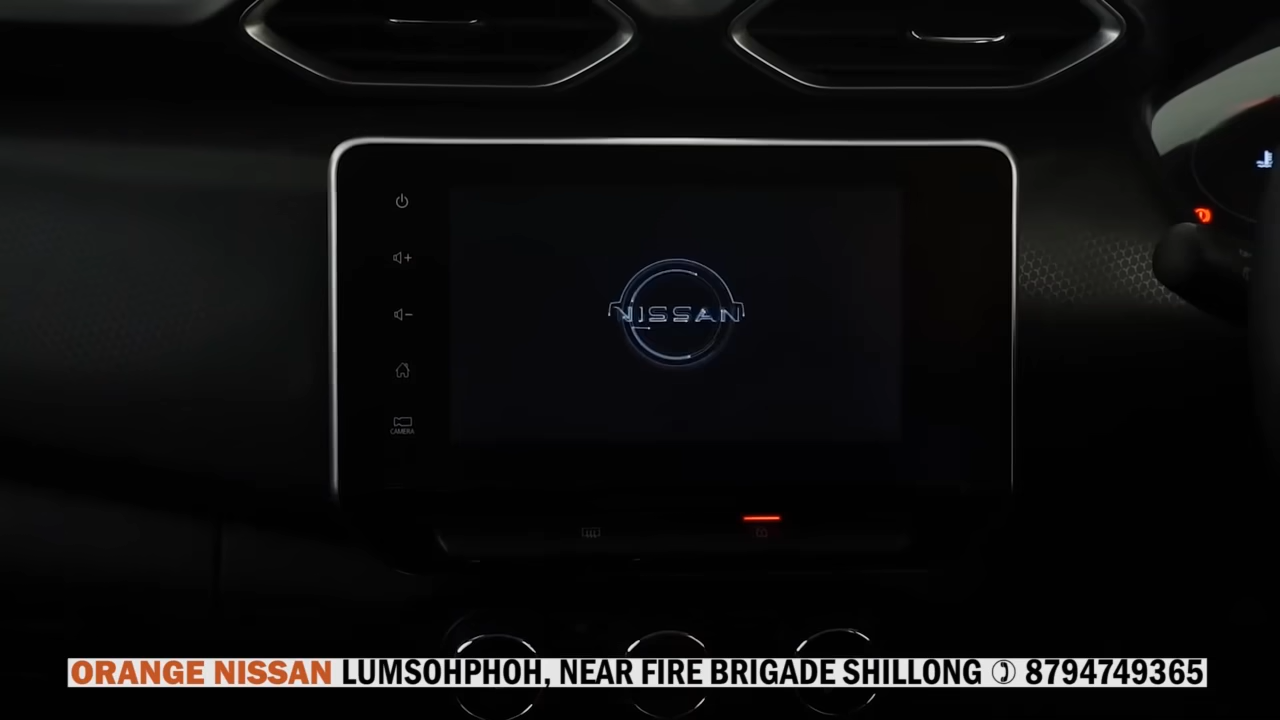 NISSAN
CAMERA
ORANGE NISSAN LUMSOHPHOH, NEAR FIRE BRIGADE SHILLONG ✆ 8794749365